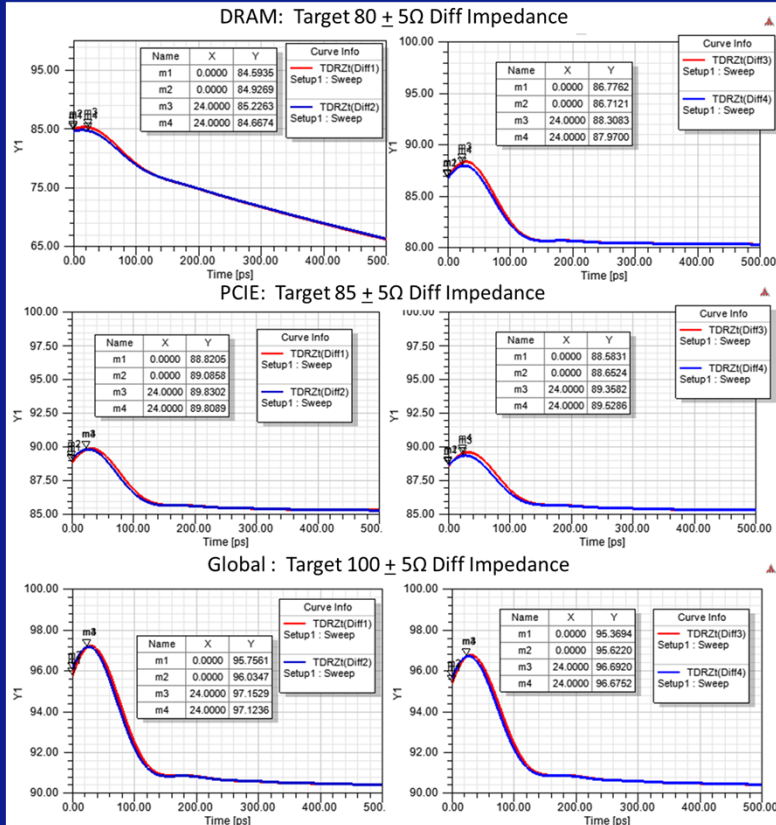 DRAM: Target 80 ± 5Ω Diff Impedance
Name X Y
m1 0.0000 84.5935
m2 0.0000 84.9269
m3 24.0000 85.2263
m4 24.0000 84.6674
Curve Info
TDRZt(Diff1)
Setup1 : Sweep
TDRZt(Diff2)
Setup1 : Sweep
95.00
85.00
75.00
65.00
Y1
0.00 100.00 200.00 300.00 400.00 500.00
Time [ps]
Name X Y
m1 0.0000 86.7762
m2 0.0000 86.7121
m3 24.0000 88.3083
m4 24.0000 87.9700
Curve Info
TDRZt(Diff3)
Setup1 : Sweep
TDRZt(Diff4)
Setup1 : Sweep
100.00
95.00
90.00
85.00
80.00
Y1
0.00 100.00 200.00 300.00 400.00 500.00
Time [ps]
PCIE: Target 85 ± 5Ω Diff Impedance
Name X Y
m1 0.0000 88.8205
m2 0.0000 89.0858
m3 24.0000 89.8302
m4 24.0000 89.8089
Curve Info
TDRZt(Diff1)
Setup1 : Sweep
TDRZt(Diff2)
Setup1 : Sweep
100.00
97.50
95.00
92.50
90.00
87.50
85.00
Y1
0.00 100.00 200.00 300.00 400.00 500.
Time [ps]
Name X Y
m1 0.0000 88.5831
m2 0.0000 88.6524
m3 24.0000 89.3582
m4 24.0000 89.5286
Curve Info
TDRZt(Diff3)
Setup1 : Sweep
TDRZt(Diff4)
Setup1 : Sweep
100.00
97.50
95.00
92.50
90.00
87.50
85.00
Y1
0.00 100.00 200.00 300.00 400.00 500.00
Time [ps]
Global : Target 100 ± 5Ω Diff Impedance
Name X Y
m1 0.0000 95.7561
m2 0.0000 96.0347
m3 24.0000 97.1529
m4 24.0000 97.1236
Curve Info
TDRZt(Diff1)
Setup1 : Sweep
TDRZt(Diff2)
Setup1 : Sweep
100.00
98.00
96.00
94.00
92.00
90.00
Y1
0.00 100.00 200.00 300.00 400.00 500.
Time [ps]
Name X Y
m1 0.0000 95.3694
m2 0.0000 95.6220
m3 24.0000 96.6920
m4 24.0000 96.6752
Curve Info
TDRZt(Diff3)
Setup1 : Sweep
TDRZt(Diff4)
Setup1 : Sweep
100.00
98.00
96.00
94.00
92.00
90.00
Y1
0.00 100.00 200.00 300.00 400.00 500.00
Time [ps]